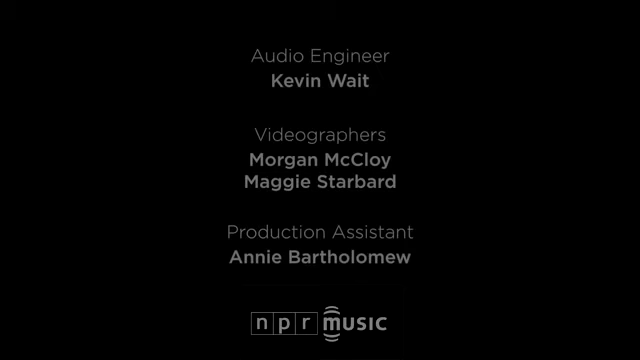 Audio Engineer
Kevin Wait
Videographers
Morgan McCloy
Maggie Starbard
Production Assistant
Annie Bartholomew
npr MUSIC